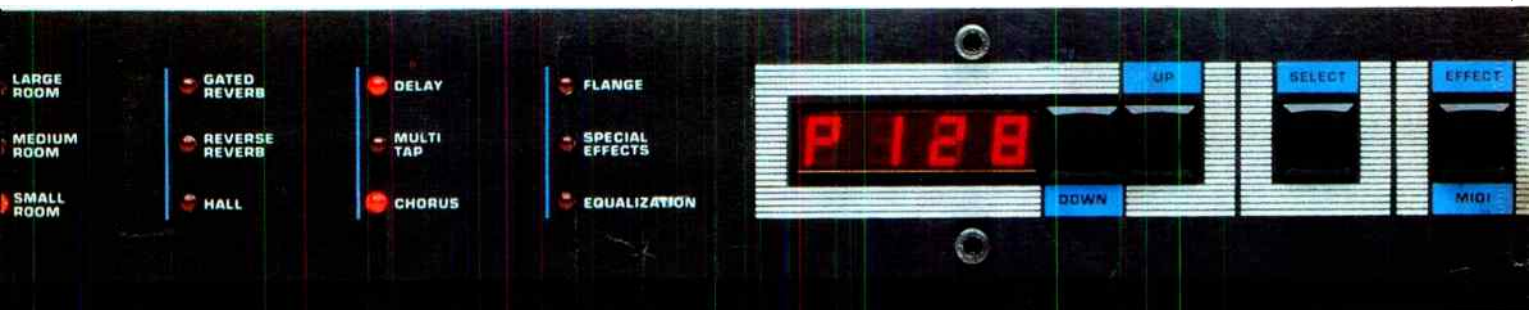 LARGE
ROOM
MEDIUM
ROOM
SMALL
ROOM
GATED
REVERB
REVERSE
REVERB
HALL
DELAY
MULTI
TAP
CHORUS
FLANGE
SPECIAL
EFFECTS
EQUALIZATION
P 128
UP
DOWN
SELECT
EFFECT
MIDI